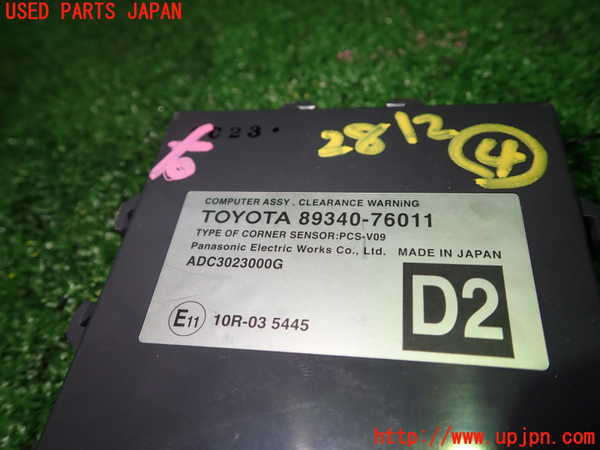 USED PARTS JAPAN
C23.
2812 4
COMPUTER ASSY . CLEARANCE WARNING
TOYOTA 89340-76011
TYPE OF CORNER SENSOR:PCS-V09
Panasonic Electric Works Co., Ltd. MADE IN JAPAN
ADC3023000G
D2
E11 10R-03 5445
http://www.upjpn.com/